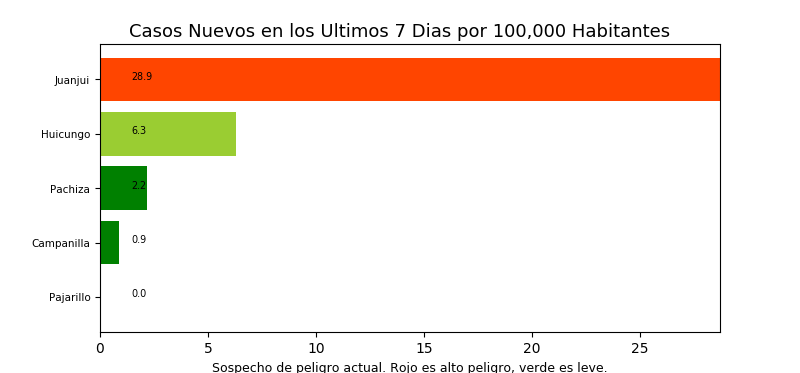 Casos Nuevos en los Ultimos 7 Dias por 100,000 Habitantes
Juanjui 28.9
Huicungo 6.3
Pachiza 2.2
Campanilla 0.9
Pajarillo 0.0
0 5 10 15 20 25
Sospecho de peligro actual. Rojo es alto peligro, verde es leve.